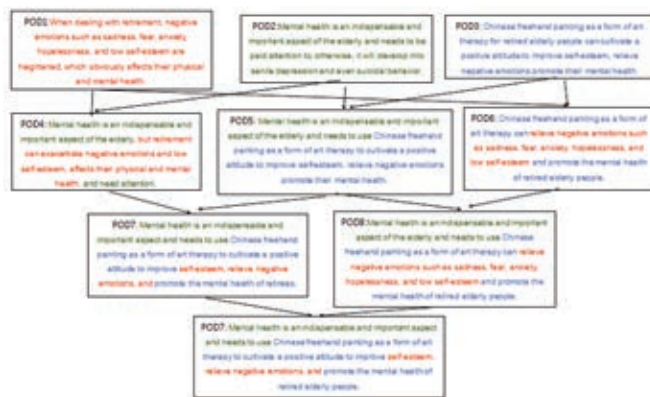 POD1:When dealing with retirement, negative
emotions such as sadness, fear, anxiety,
hopelessness, and low self-esteem are
neglected, which obviously affects their physical
and mental health.
POD2:Mental health is an indispensable and
important aspect of the elderly and needs to be
paid attention to otherwise, it will develop into
senile depression and even suicidal behavior.
POD3: Chinese freehand painting as a form of art
therapy for retired elderly people can cultivate a
positive attitude to improve self-esteem, relieve
negative emotions promote their mental health.
POD4: Mental health is an indispensable and
important aspect of the elderly, but retirement
can exacerbate negative emotions and low
self-esteem, affects their physical and mental
health, and need attention.
POD5: Mental health is an indispensable and important
aspect of the elderly and needs to use Chinese freehand
painting as a form of art therapy to cultivate a positive
attitude to improve self-esteem, relieve negative emotions
promote their mental health.
POD6: Chinese freehand painting as a form of
art therapy can relieve negative emotions such
as sadness, fear, anxiety, hopelessness, and
low self-esteem and promote the mental health
of retired elderly people.
POD7: Mental health is an indispensable and
important aspect and needs to use Chinese freehand
painting as a form of art therapy to cultivate a positive
attitude to improve self-esteem, relieve negative
emotions, and promote the mental health of retirees.
POD8:Mental health is an indispensable and important
aspect of the elderly and needs to use Chinese
freehand painting as a form of art therapy can relieve
negative emotions such as sadness, fear, anxiety,
hopelessness, and low self-esteem and promote the
mental health of retired elderly people.
POD7: Mental health is an indispensable and important aspect
and needs to use Chinese freehand painting as a form of art
therapy to cultivate a positive attitude to improve self-esteem,
relieve negative emotions, and promote the mental health of
retired elderly people.